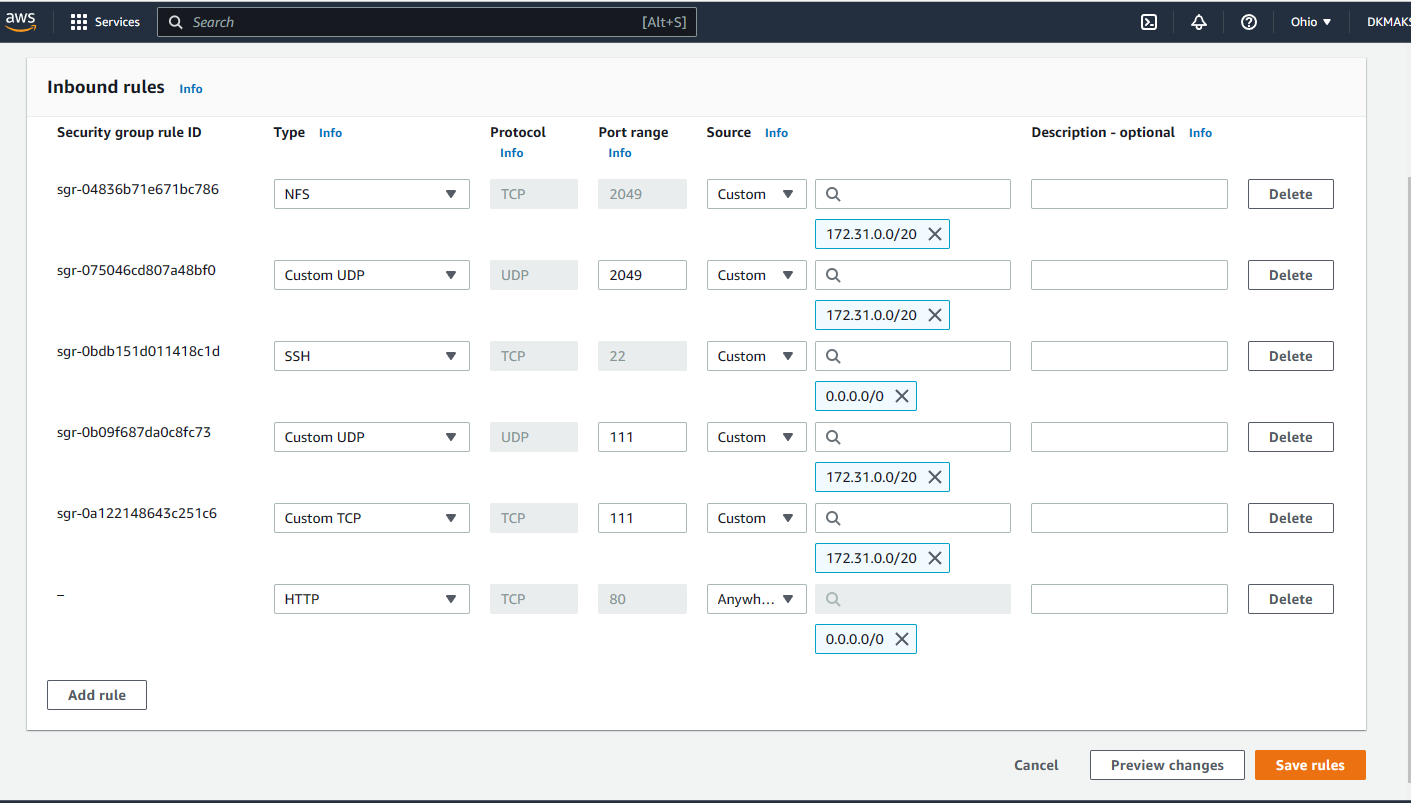 aws Services Search [Alt+S] Ohio
Inbound rules Info
Security group rule ID Type Info Protocol Port range Source Info Description - optional Info
Info Info
sgr-04836b71e671bc786 NFS TCP 2049 Custom Delete
172.31.0.0/20
sgr-075046cd807a48bf0 Custom UDP UDP 2049 Custom Delete
172.31.0.0/20
sgr-0bdb151d011418c1d SSH TCP 22 Custom Delete
0.0.0.0/0
sgr-0b09f687da0c8fc73 Custom UDP UDP 111 Custom Delete
172.31.0.0/20
sgr-0a122148643c251c6 Custom TCP TCP 111 Custom Delete
172.31.0.0/20
– HTTP TCP 80 Anywh... Delete
0.0.0.0/0
Add rule
Cancel Preview changes Save rules